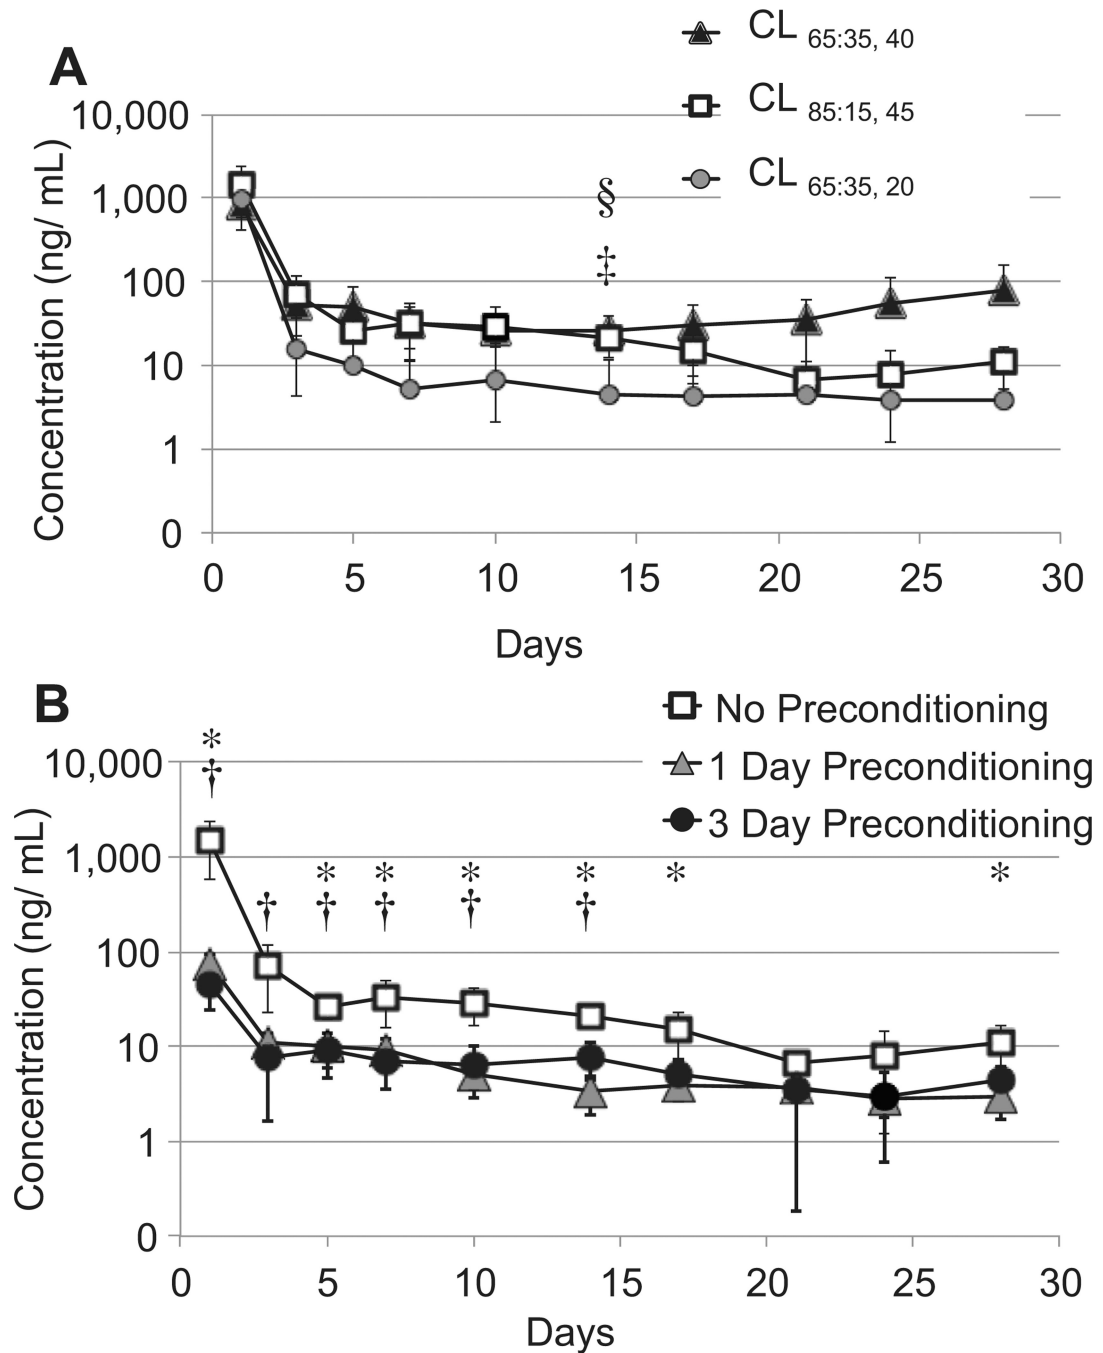 A
CL 65:35, 40
CL 85:15, 45
CL 65:35, 20
Concentration (ng/ mL)
10,000
1,000
100
10
1
0
§
‡
0 5 10 15 20 25 30
Days
B
No Preconditioning
1 Day Preconditioning
3 Day Preconditioning
Concentration (ng/ mL)
10,000
1,000
100
10
1
0
*
†
* * * * * *
† † † † †
0 5 10 15 20 25 30
Days